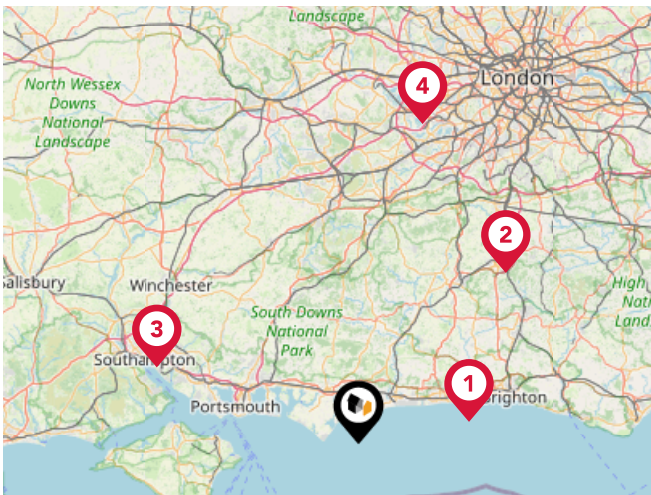 Landscape
4
London
North Wessex
Downs
National
Landscape
2
Salisbury
Winchester
High
Nati
Land
South Downs
National
Park
3
Southampton
1
Brighton
Portsmouth